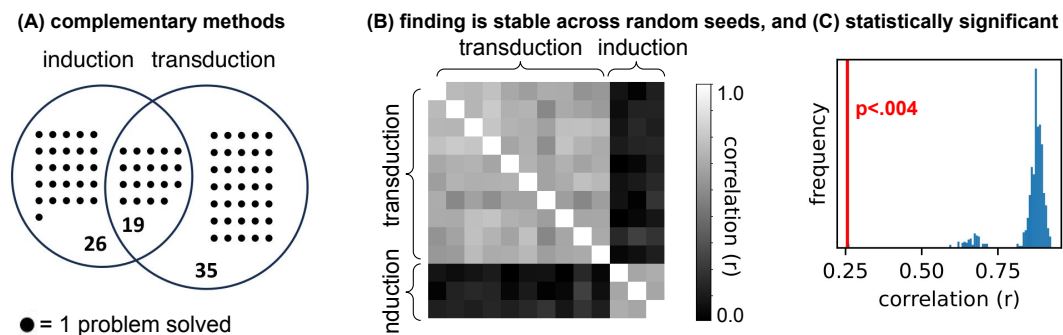 (A) complementary methods
induction transduction
26
19
35
= 1 problem solved
(B) finding is stable across random seeds, and (C) statistically significant
transduction induction
transduction
nduction
1.0
correlation (r)
0.0
p<.004
frequency
0.25 0.50 0.75
correlation (r)